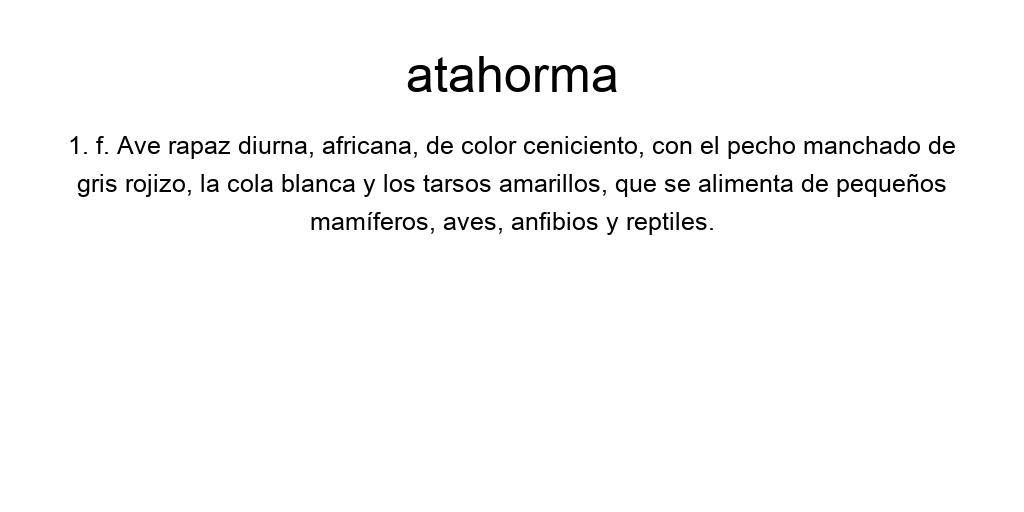 atahorma
1. f. Ave rapaz diurna, africana, de color ceniciento, con el pecho manchado de
gris rojizo, la cola blanca y los tarsos amarillos, que se alimenta de pequeños
mamíferos, aves, anfibios y reptiles.